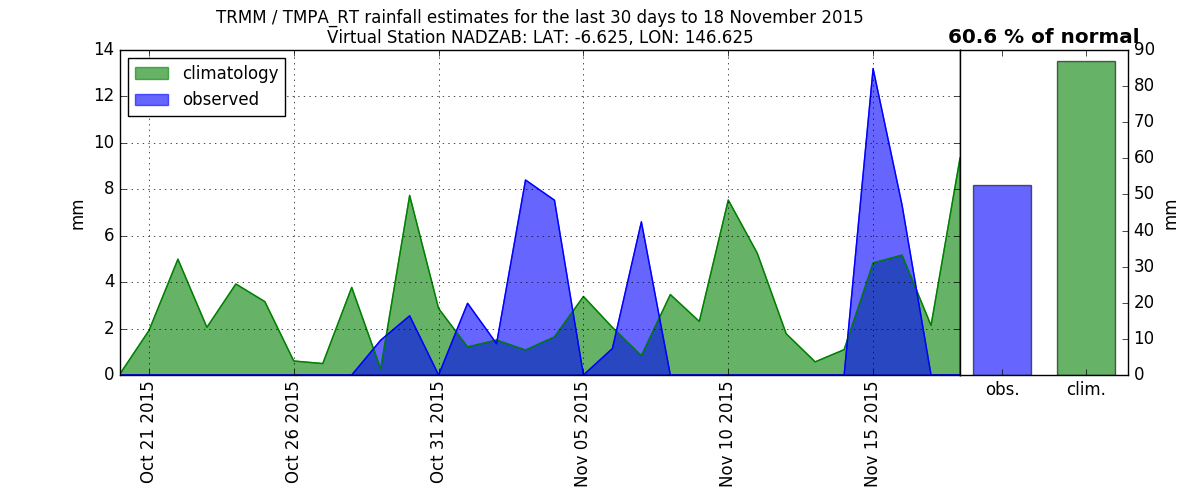 TRMM / TMPA_RT rainfall estimates for the last 30 days to 18 November 2015
Virtual Station NADZAB: LAT: -6.625, LON: 146.625
60.6 % of normal
climatology
observed
14
12
10
8
6
4
2
0
mm
Oct 21 2015
Oct 26 2015
Oct 31 2015
Nov 05 2015
Nov 10 2015
Nov 15 2015
90
80
70
60
50
40
30
20
10
0
mm
obs.
clim.